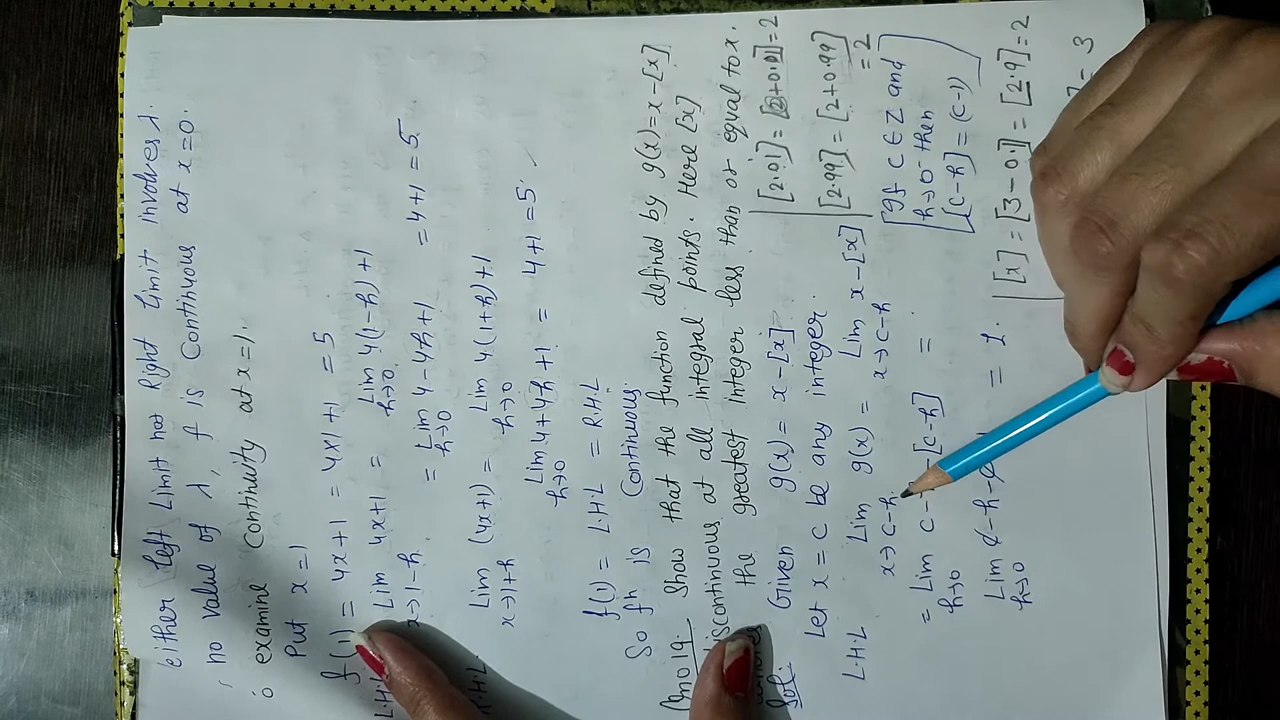 either left Limit nor Right Limit involves λ.
no value of λ, f is Continuous at x=0.
o examine Continuity at x=1.
Put x=1
f(1) = 4x+1 = 4×1+1 = 5
L.H.L Lim 4x+1 = Lim 4(1-h)+1
x→1-h h→0
= Lim 4-4h+1 = 4+1=5
h→0
R.H.L Lim (4x+1) = Lim 4(1+h)+1
x→1+h h→0
Lim 4+4h+1 = 4+1=5
h→0
f(1) = L.H.L = R.H.L
So fn is Continuous.
Qno 19. Show that the function defined by g(x)=x-[x]
discontinuous at all integral points. Here [x]
the greatest integer less than or equal to x.
Sol. Given g(x) = x-[x]
Let x=c be any integer.
L.H.L Lim g(x) = Lim x-[x]
x→c-h x→c-h
= Lim c- -[c-h] =
h→0
Lim c-h-c = 1.
h→0
[2.01] = [2+0.01]=2
[2.99] = [2+0.99]
=2
If c∈Z and
h→0 then
[c-h] = (c-1)
[x] = [3-0.1] = [2.9]=2
= 3